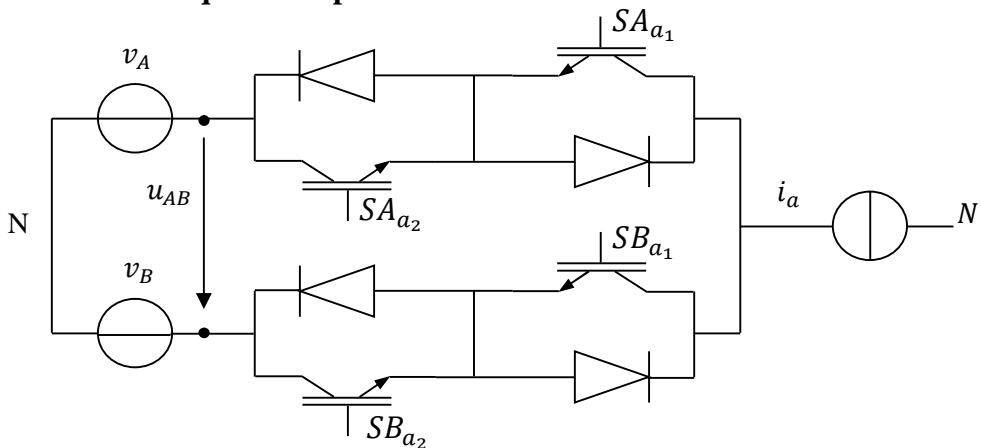 SA_{a_1}
v_A
u_{AB}
SA_{a_2}
i_a
N
N
SB_{a_1}
v_B
SB_{a_2}